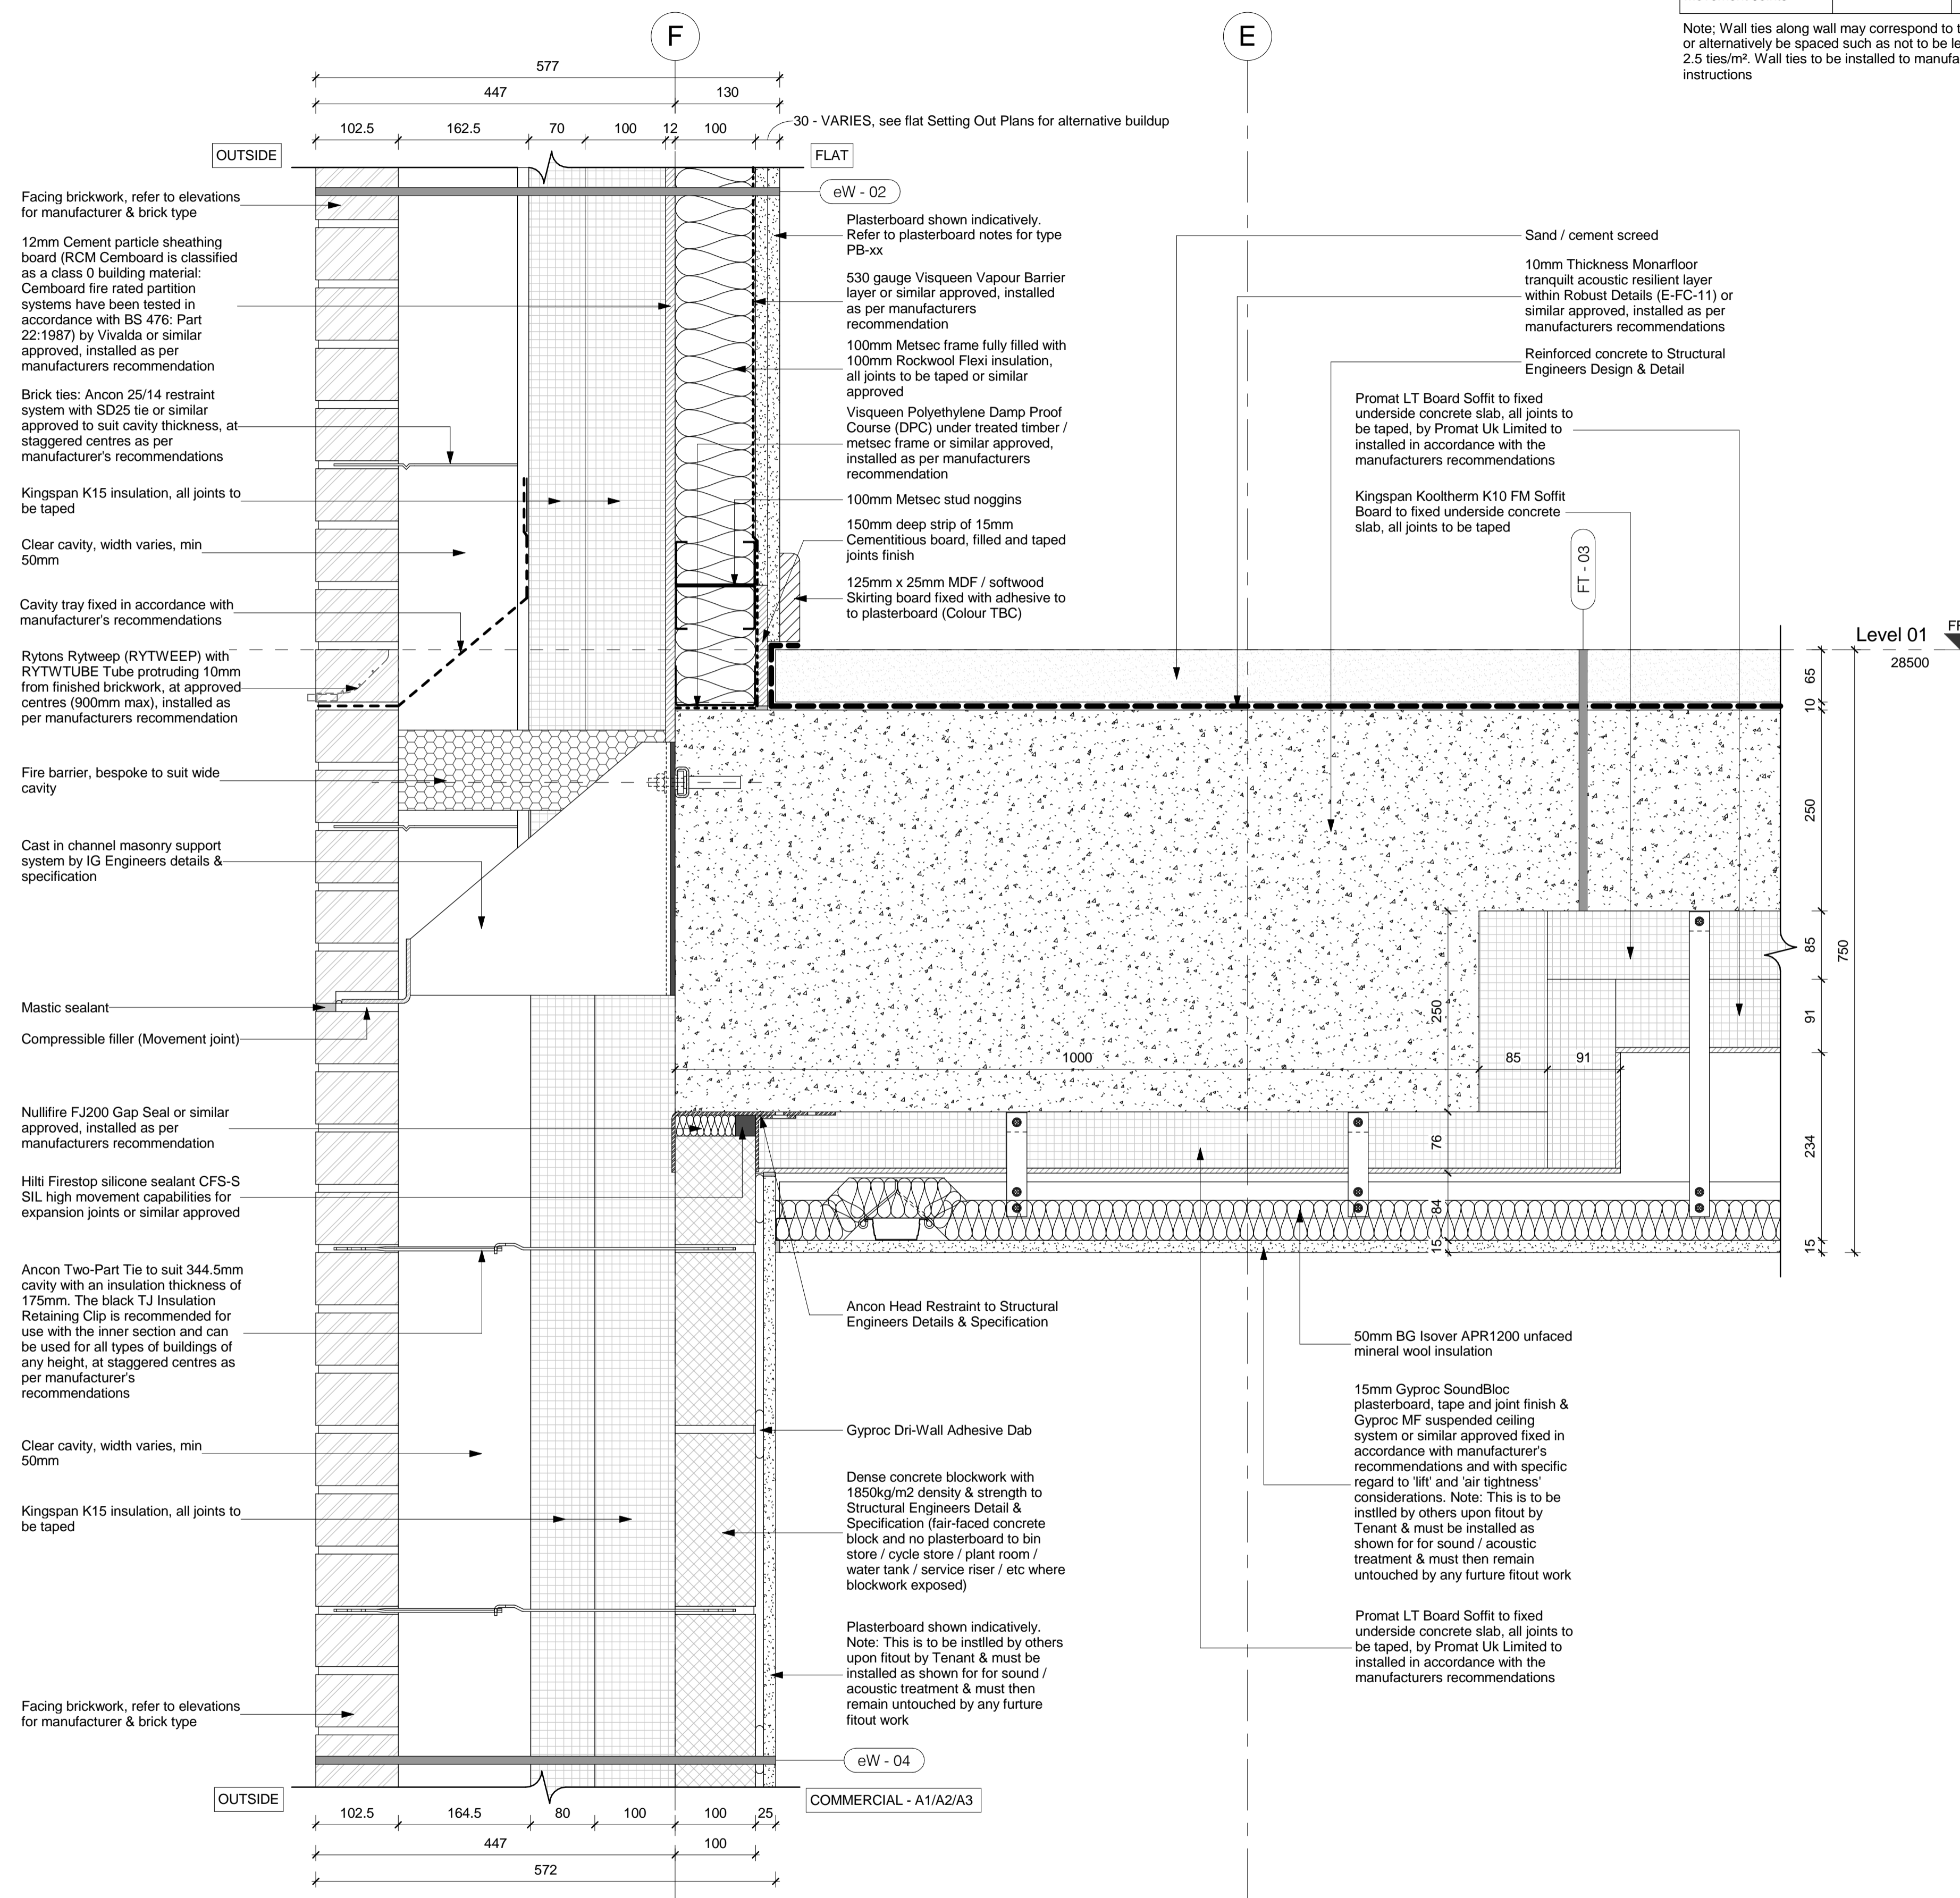 Note; Wall ties along wall may correspond to
or alternatively be spaced such as not to be
2.5 ties/m². Wall ties to be installed to
instructions
F
E
577
447
130
102.5
162.5
70
100
12
100
30 - VARIES, see flat Setting Out Plans for alternative buildup
OUTSIDE
FLAT
eW - 02
Facing brickwork, refer to elevations
for manufacturer & brick type
12mm Cement particle sheathing
board (RCM Cemboard is classified
as a class 0 building material:
Cemboard fire rated partition
systems have been tested in
accordance with BS 476: Part
22:1987) by Vivalda or similar
approved, installed as per
manufacturers recommendation
Brick ties: Ancon 25/14 restraint
system with SD25 tie or similar
approved to suit cavity thickness, at
staggered centres as per
manufacturer's recommendations
Kingspan K15 insulation, all joints to
be taped
Clear cavity, width varies, min
50mm
Cavity tray fixed in accordance with
manufacturer's recommendations
Rytons Rytweep (RYTWEEP) with
RYTWTUBE Tube protruding 10mm
from finished brickwork, at approved
centres (900mm max), installed as
per manufacturers recommendation
Fire barrier, bespoke to suit wide
cavity
Cast in channel masonry support
system by IG Engineers details &
specification
Mastic sealant
Compressible filler (Movement joint)
Nullifire FJ200 Gap Seal or similar
approved, installed as per
manufacturers recommendation
Hilti Firestop silicone sealant CFS-S
SIL high movement capabilities for
expansion joints or similar approved
Ancon Two-Part Tie to suit 344.5mm
cavity with an insulation thickness of
175mm. The black TJ Insulation
Retaining Clip is recommended for
use with the inner section and can
be used for all types of buildings of
any height, at staggered centres as
per manufacturer's
recommendations
Clear cavity, width varies, min
50mm
Kingspan K15 insulation, all joints to
be taped
Facing brickwork, refer to elevations
for manufacturer & brick type
Plasterboard shown indicatively.
Refer to plasterboard notes for type
PB-xx
530 gauge Visqueen Vapour Barrier
layer or similar approved, installed
as per manufacturers
recommendation
100mm Metsec frame fully filled with
100mm Rockwool Flexi insulation,
all joints to be taped or similar
approved
Visqueen Polyethylene Damp Proof
Course (DPC) under treated timber /
metsec frame or similar approved,
installed as per manufacturers
recommendation
100mm Metsec stud noggins
150mm deep strip of 15mm
Cementitious board, filled and taped
joints finish
125mm x 25mm MDF / softwood
Skirting board fixed with adhesive to
to plasterboard (Colour TBC)
Sand / cement screed
10mm Thickness Monarfloor
tranquilt acoustic resilient layer
within Robust Details (E-FC-11) or
similar approved, installed as per
manufacturers recommendations
Reinforced concrete to Structural
Engineers Design & Detail
Promat LT Board Soffit to fixed
underside concrete slab, all joints to
be taped, by Promat Uk Limited to
installed in accordance with the
manufacturers recommendations
Kingspan Kooltherm K10 FM Soffit
Board to fixed underside concrete
slab, all joints to be taped
FT - 03
Level 01
28500
65
10
250
85
750
91
234
15
250
1000
85
91
76
84
15
Ancon Head Restraint to Structural
Engineers Details & Specification
Gyproc Dri-Wall Adhesive Dab
Dense concrete blockwork with
1850kg/m2 density & strength to
Structural Engineers Detail &
Specification (fair-faced concrete
block and no plasterboard to bin
store / cycle store / plant room /
water tank / service riser / etc where
blockwork exposed)
Plasterboard shown indicatively.
Note: This is to be instlled by others
upon fitout by Tenant & must be
installed as shown for for sound /
acoustic treatment & must then
remain untouched by any furture
fitout work
50mm BG Isover APR1200 unfaced
mineral wool insulation
15mm Gyproc SoundBloc
plasterboard, tape and joint finish &
Gyproc MF suspended ceiling
system or similar approved fixed in
accordance with manufacturer's
recommendations and with specific
regard to 'lift' and 'air tightness'
considerations. Note: This is to be
instlled by others upon fitout by
Tenant & must be installed as
shown for for sound / acoustic
treatment & must then remain
untouched by any furture fitout work
Promat LT Board Soffit to fixed
underside concrete slab, all joints to
be taped, by Promat Uk Limited to
installed in accordance with the
manufacturers recommendations
eW - 04
OUTSIDE
COMMERCIAL - A1/A2/A3
102.5
164.5
80
100
100
25
447
100
572